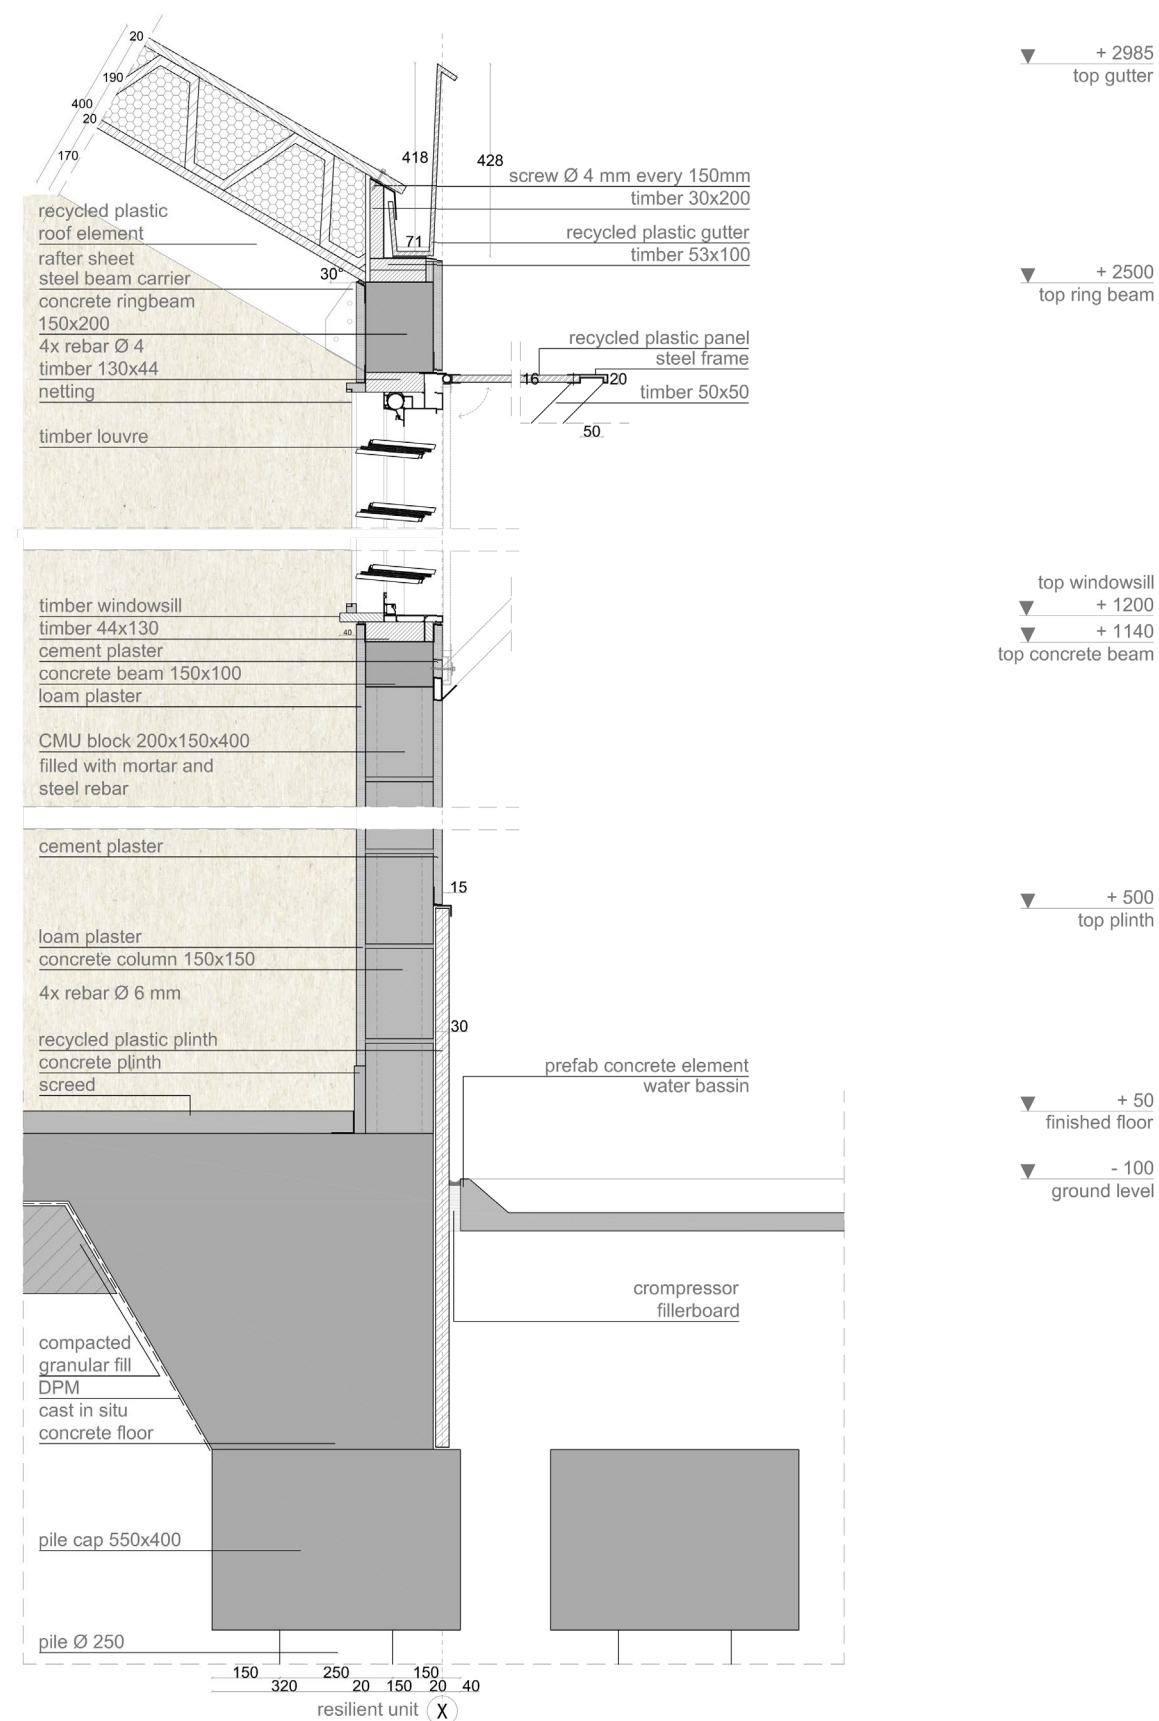 20
190
400
20
170
418
428
71
30°
screw Ø 4 mm every 150mm
timber 30x200
recycled plastic gutter
timber 53x100
recycled plastic
roof element
rafter sheet
steel beam carrier
concrete ringbeam
150x200
4x rebar Ø 4
timber 130x44
netting
timber louvre
recycled plastic panel
steel frame
16
20
timber 50x50
50
timber windowsill
timber 44x130
40
cement plaster
concrete beam 150x100
loam plaster
CMU block 200x150x400
filled with mortar and
steel rebar
cement plaster
15
loam plaster
concrete column 150x150
4x rebar Ø 6 mm
30
recycled plastic plinth
concrete plinth
screed
prefab concrete element
water bassin
crompressor
fillerboard
compacted
granular fill
DPM
cast in situ
concrete floor
pile cap 550x400
pile Ø 250
150 250 150
320 20 150 20 40
resilient unit X
+ 2985
top gutter
+ 2500
top ring beam
top windowsill
+ 1200
+ 1140
top concrete beam
+ 500
top plinth
+ 50
finished floor
- 100
ground level